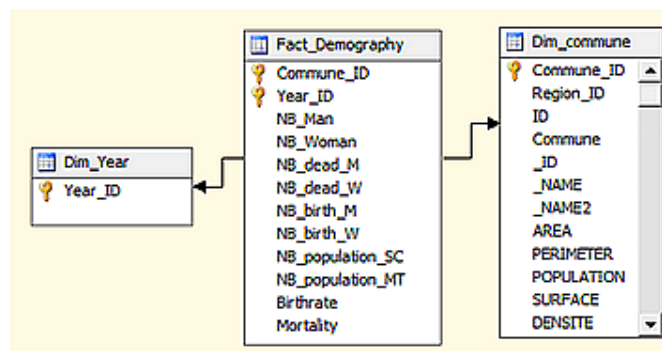 Dim_Year
Year_ID
Fact_Demography
Commune_ID
Year_ID
NB_Man
NB_Woman
NB_dead_M
NB_dead_W
NB_birth_M
NB_birth_W
NB_population_SC
NB_population_MT
Birthrate
Mortality
Dim_commune
Commune_ID
Region_ID
ID
Commune
_ID
_NAME
_NAME2
AREA
PERIMETER
POPULATION
SURFACE
DENSITE